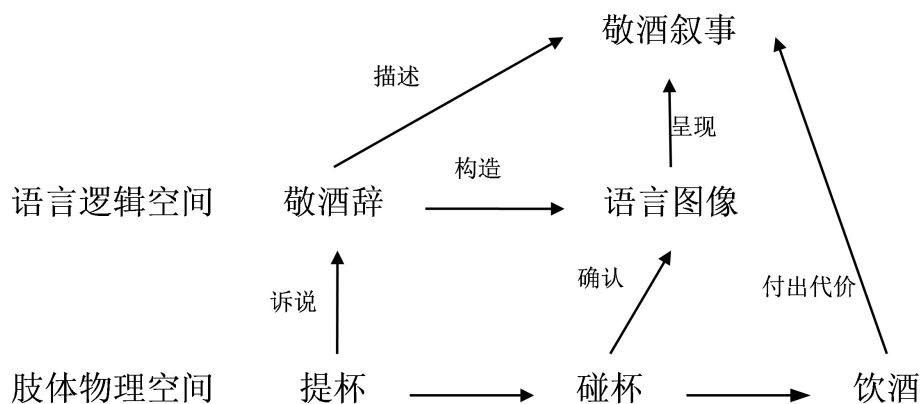 敬酒叙事
描述
呈现
构造
语言逻辑空间 敬酒辞 语言图像
诉说 确认 付出代价
肢体物理空间 提杯 碰杯 饮酒